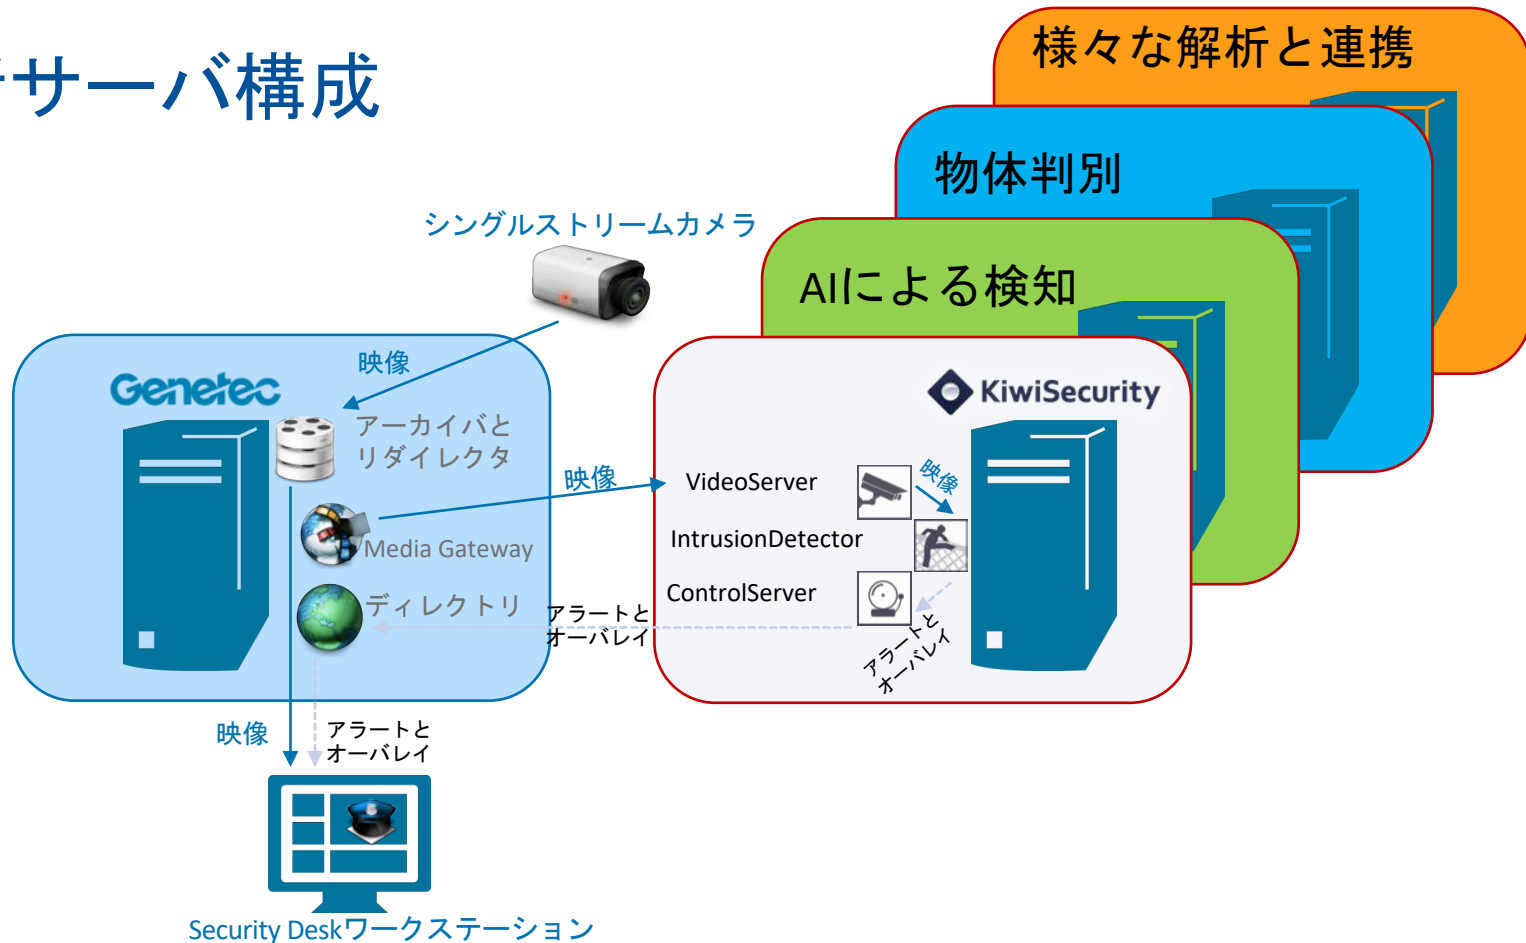 サーバ構成
様々な解析と連携
物体判別
AIによる検知
シングルストリームカメラ
映像
Genetec
アーカイバと
リダイレクタ
映像
Media Gateway
ディレクトリ
アラートと
オーバレイ
KiwiSecurity
VideoServer
映像
IntrusionDetector
ControlServer
アラートと
オーバレイ
映像
アラートと
オーバレイ
Security Deskワークステーション